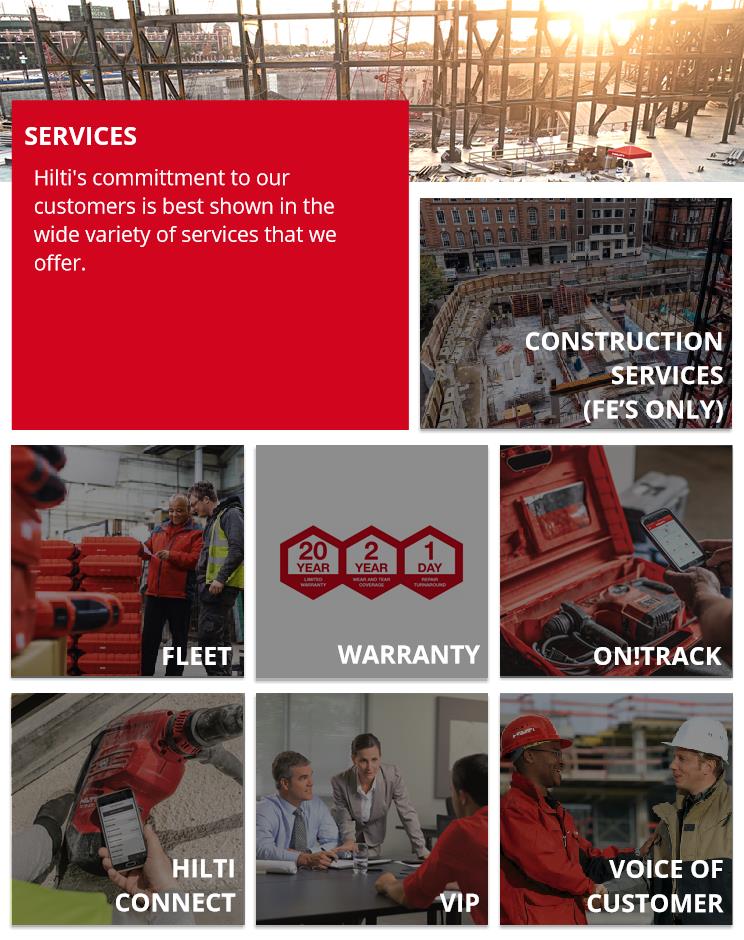 SERVICES
Hilti's committment to our
customers is best shown in the
wide variety of services that we
offer.
CONSTRUCTION
SERVICES
(FE'S ONLY)
FLEET
20
YEAR
LIMITED
WARRANTY
2
YEAR
WEAR AND TEAR
COVERAGE
1
DAY
REPAIR
TURNAROUND
WARRANTY
ON!TRACK
HILTI
CONNECT
VIP
VOICE OF
CUSTOMER